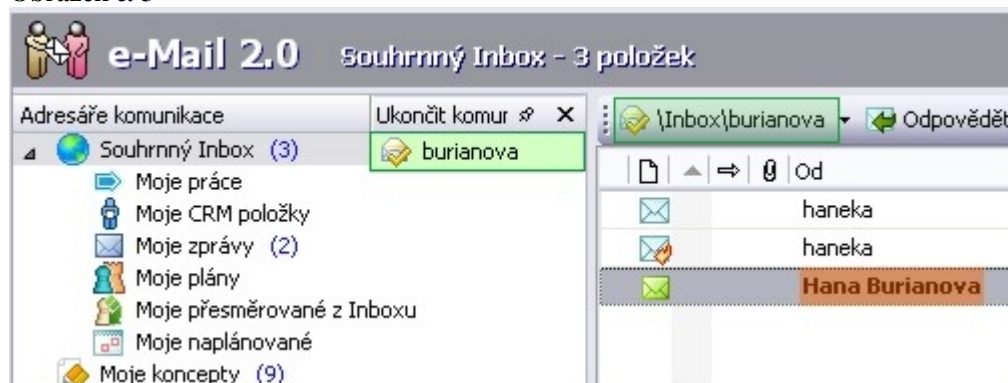 e-Mail 2.0 Souhrnný Inbox - 3 položek
Adresáře komunikace Ukončit komur
Souhrnný Inbox (3) burianova
Moje práce
Moje CRM položky
Moje zprávy (2)
Moje plány
Moje přesměrované z Inboxu
Moje naplánované
Moje koncepty (9)
\Inbox\burianova Odpovědět
Od
haneka
haneka
Hana Burianova